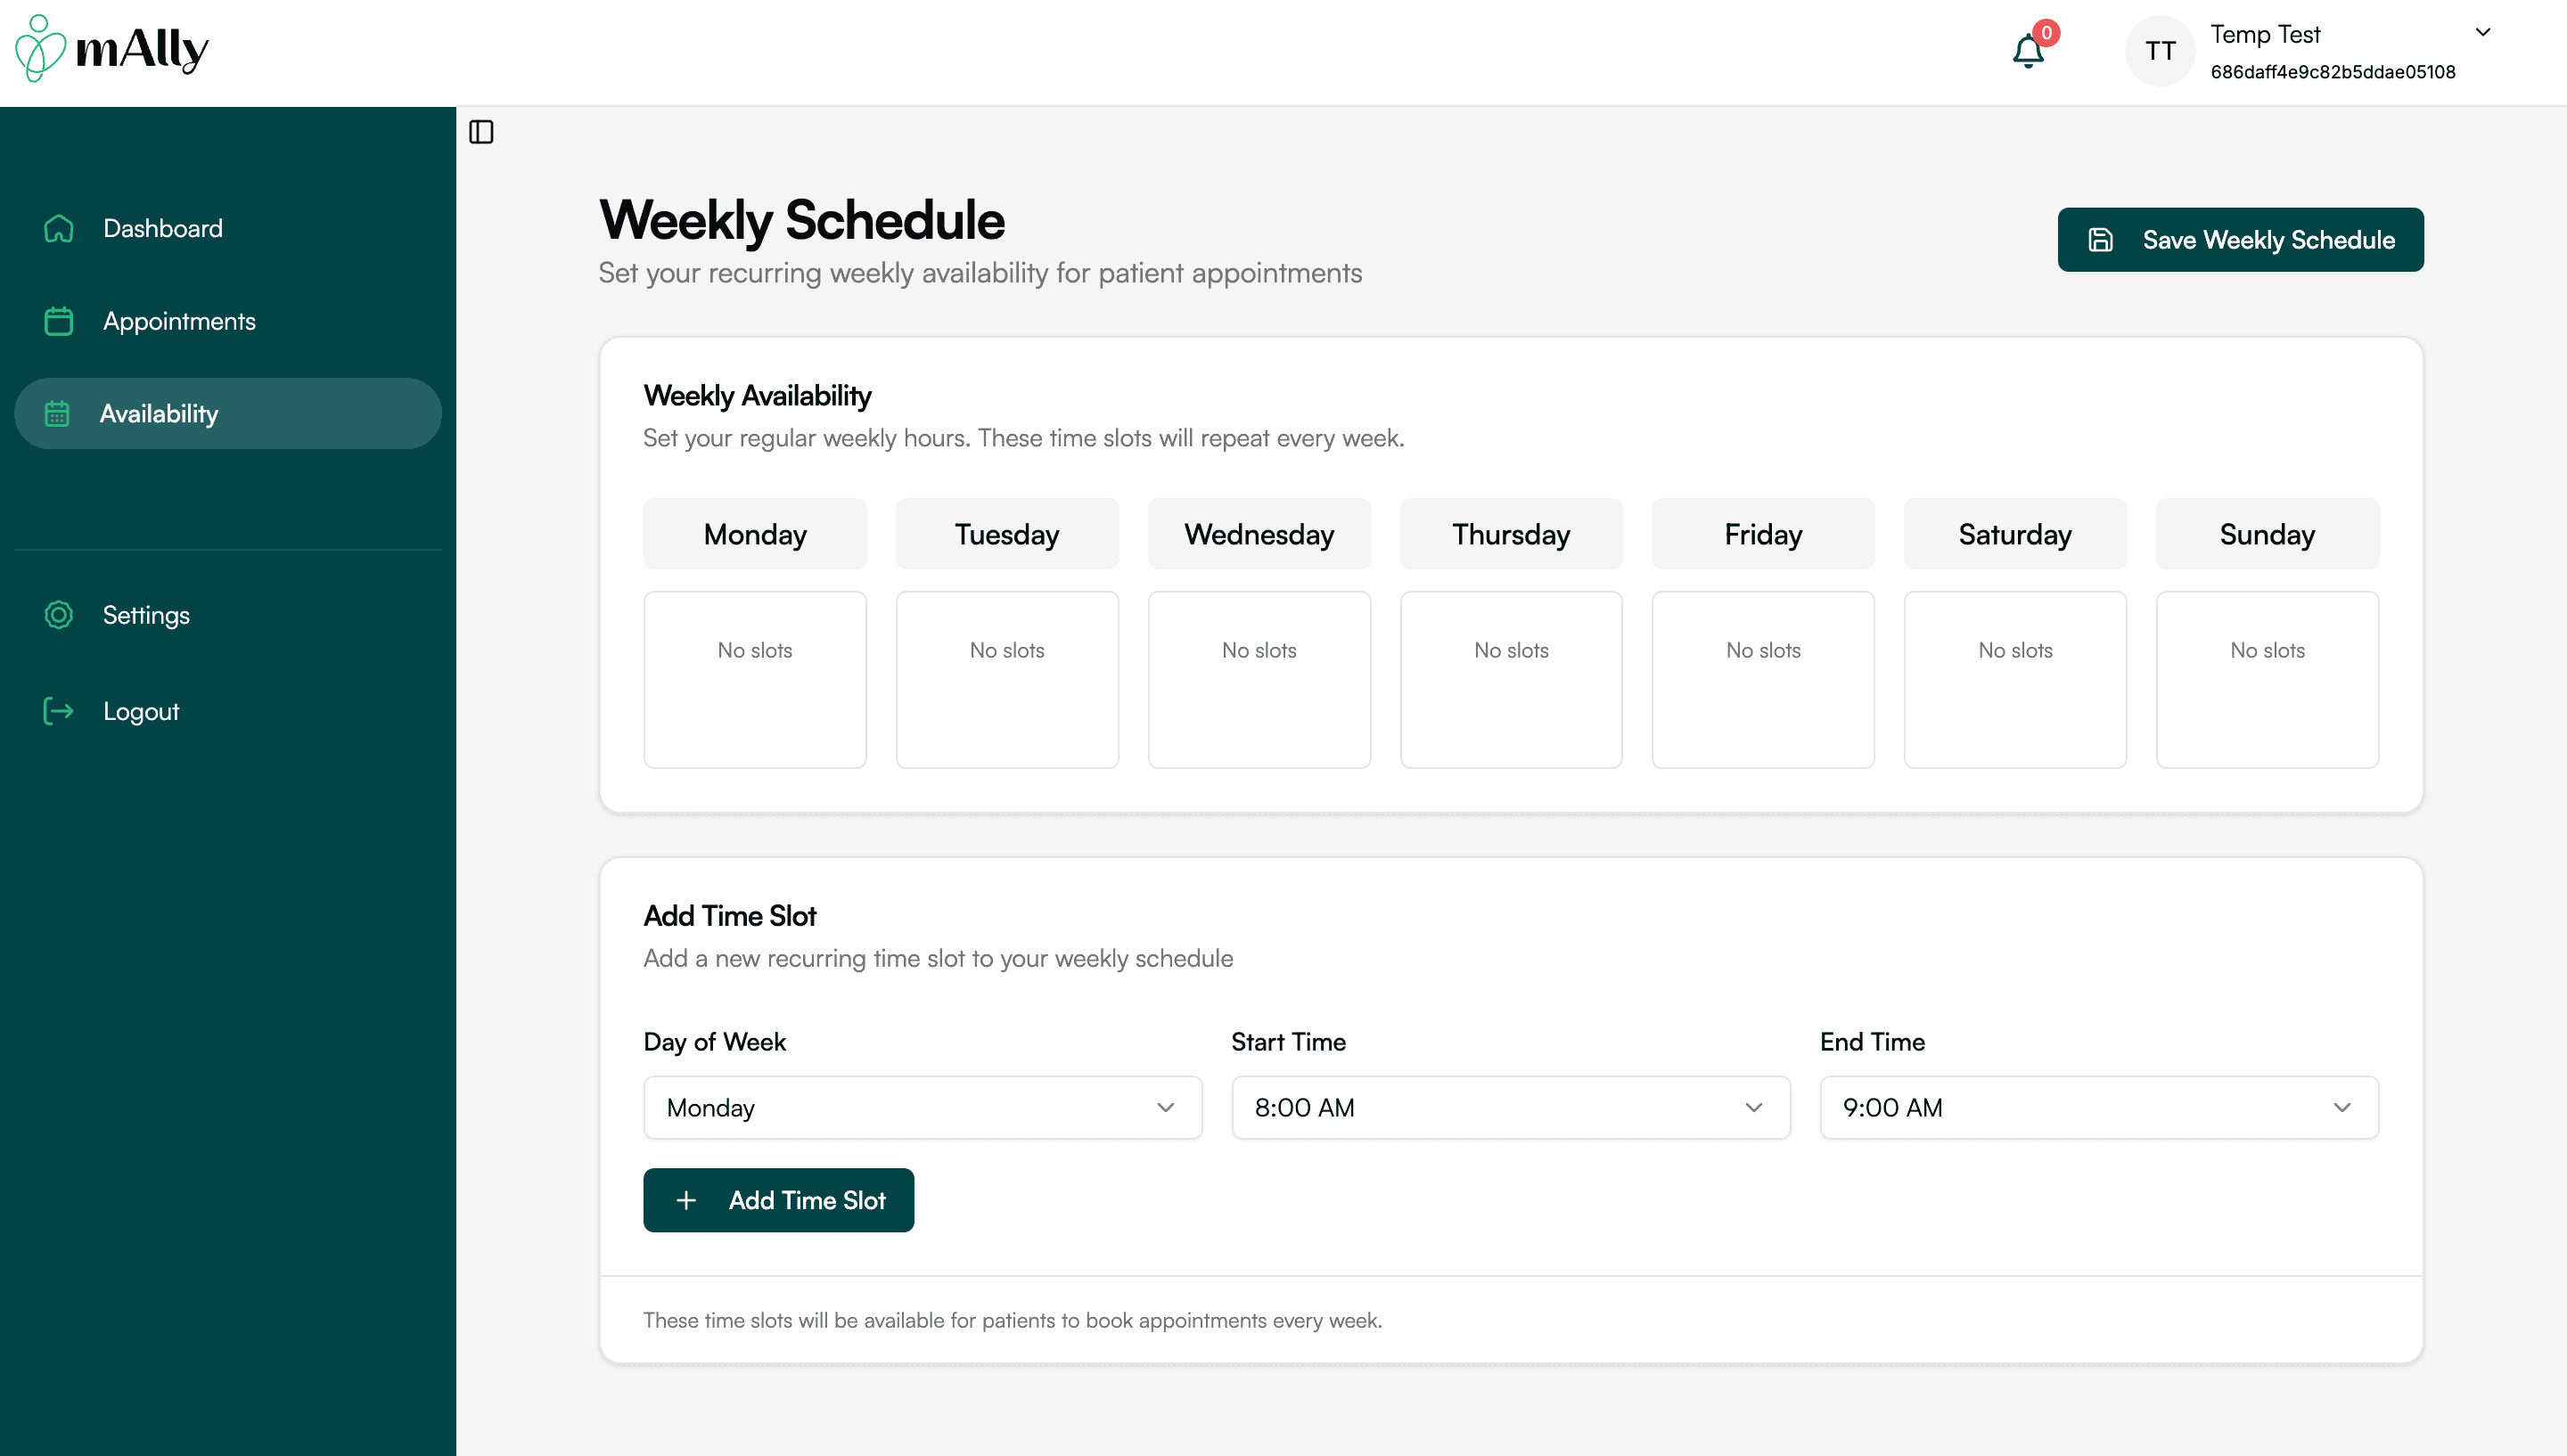 mAlly
0
TT
Temp Test
686daff4e9c82b5ddae05108
Dashboard
Appointments
Availability
Settings
Logout
Weekly Schedule
Set your recurring weekly availability for patient appointments
Save Weekly Schedule
Weekly Availability
Set your regular weekly hours. These time slots will repeat every week.
Monday Tuesday Wednesday Thursday Friday Saturday Sunday
No slots No slots No slots No slots No slots No slots No slots
Add Time Slot
Add a new recurring time slot to your weekly schedule
Day of Week Start Time End Time
Monday 8:00 AM 9:00 AM
Add Time Slot
These time slots will be available for patients to book appointments every week.